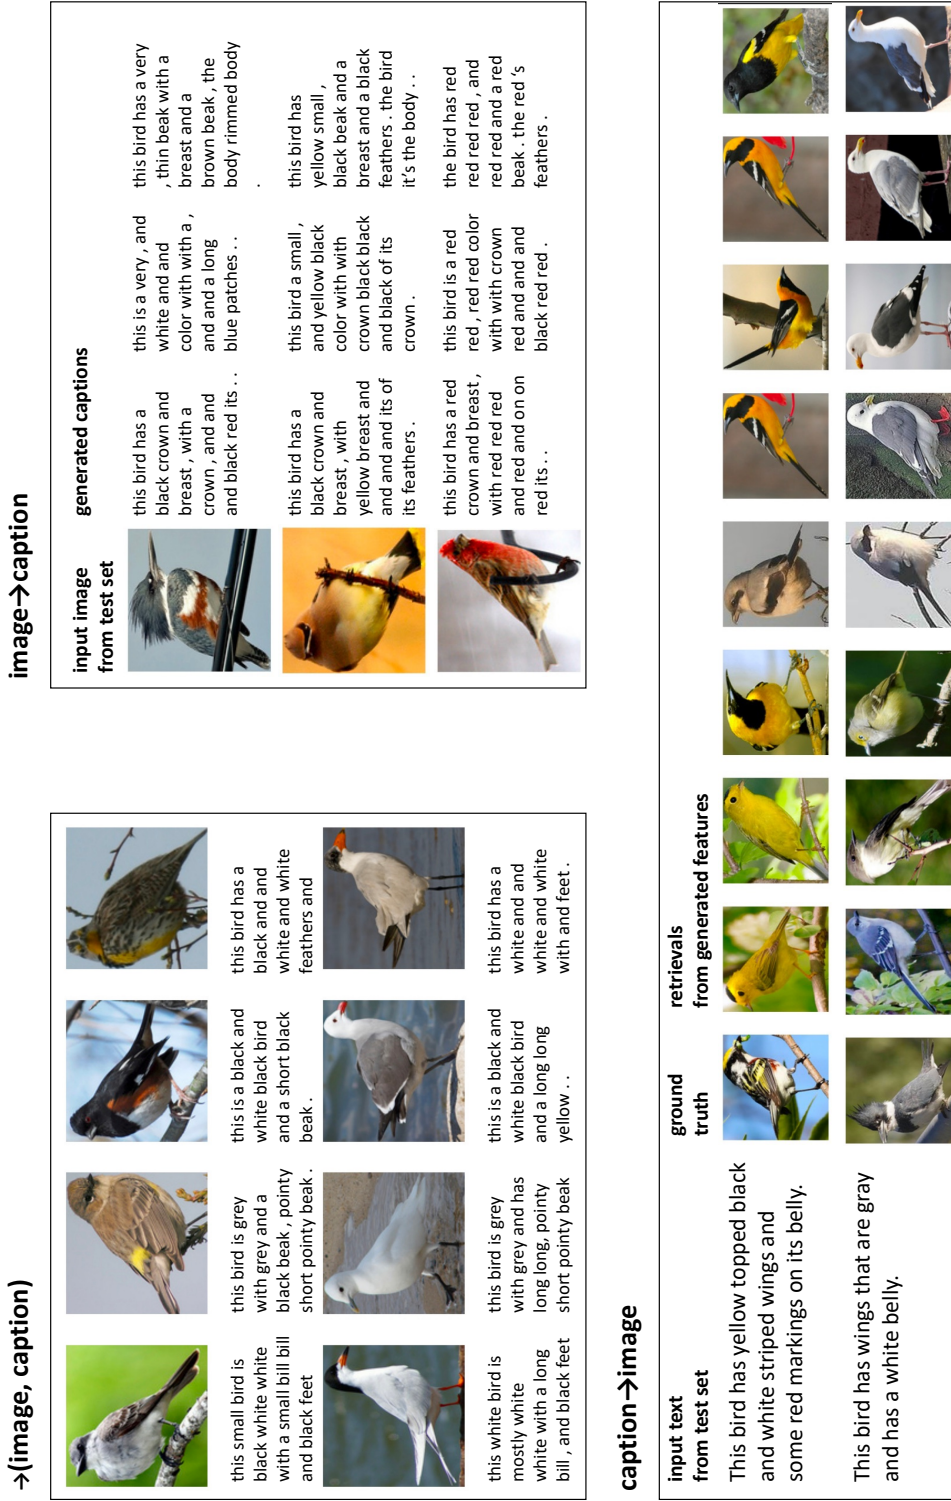 →(image, caption)
this small bird is
black white white
with a small bill bill
and black feet
this bird is grey
with grey and a
black beak , pointy
short pointy beak .
this is a black and
white black bird
and a short black
beak .
this bird has a
black and and
white and white
feathers and
this white bird is
mostly white
white with a long
bill , and black feet
this bird is grey
with grey and has
long long, pointy
short pointy beak
this is a black and
white black bird
and a long long
yellow . .
this bird has a
white and and
white and white
with and feet .
image→caption
input image
from test set
generated captions
this bird has a
black crown and
breast , with a
crown , and and
and black red its . .
this is a very , and
white and and
color with with a ,
and and a long
blue patches . .
this bird has a very
, thin beak with a
breast and a
brown beak , the
body rimmed body
.
this bird has a
black crown and
breast , with
yellow breast and
and and and its of
its feathers .
this bird a small ,
and yellow black
color with with
crown black black
and black of its
crown .
this bird has
yellow small ,
black beak and a
breast and a black
feathers . the bird
it's the body . .
this bird has a red
crown and breast ,
with red red red
and red and on on
red its . .
this bird is a red
red , red red color
with with crown
red and and and
black red red .
the bird has red
red red red , and
red red and a red
beak . the red 's
feathers .
caption→image
input text
from test set
ground
truth
retrievals
from generated features
This bird has yellow topped black
and white striped wings and
some red markings on its belly.
This bird has wings that are gray
and has a white belly.